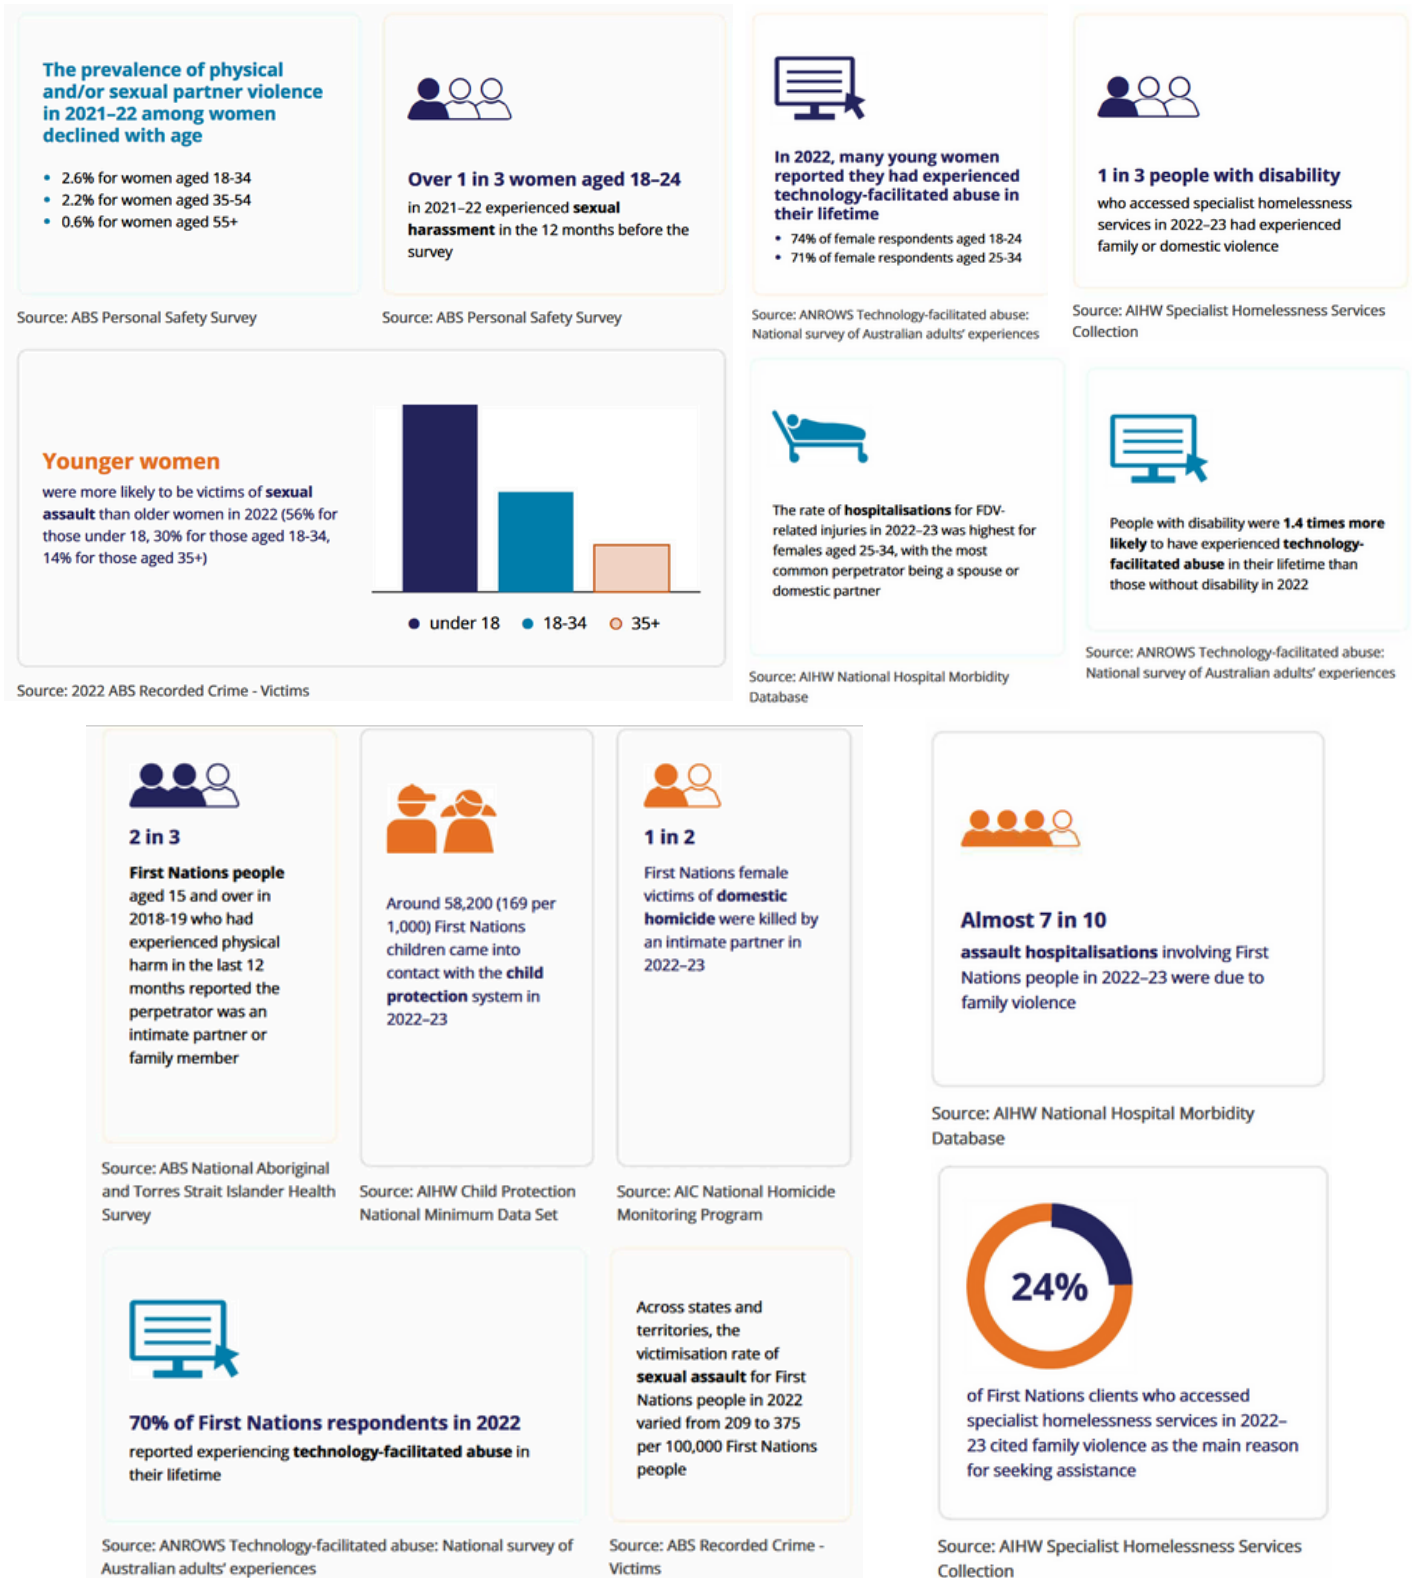 The prevalence of physical
and/or sexual partner violence
in 2021–22 among women
declined with age
• 2.6% for women aged 18-34
• 2.2% for women aged 35-54
• 0.6% for women aged 55+
Source: ABS Personal Safety Survey
Over 1 in 3 women aged 18–24
in 2021–22 experienced sexual
harassment in the 12 months before the
survey
Source: ABS Personal Safety Survey
In 2022, many young women
reported they had experienced
technology-facilitated abuse in
their lifetime
• 74% of female respondents aged 18-24
• 71% of female respondents aged 25-34
Source: ANROWS Technology-facilitated abuse:
National survey of Australian adults’ experiences
1 in 3 people with disability
who accessed specialist homelessness
services in 2022–23 had experienced
family or domestic violence
Source: AIHW Specialist Homelessness Services
Collection
Younger women
were more likely to be victims of sexual
assault than older women in 2022 (56% for
those under 18, 30% for those aged 18-34,
14% for those aged 35+)
under 18 18-34 35+
Source: 2022 ABS Recorded Crime - Victims
The rate of hospitalisations for FDV-
related injuries in 2022–23 was highest for
females aged 25-34, with the most
common perpetrator being a spouse or
domestic partner
Source: AIHW National Hospital Morbidity
Database
People with disability were 1.4 times more
likely to have experienced technology-
facilitated abuse in their lifetime than
those without disability in 2022
Source: ANROWS Technology-facilitated abuse:
National survey of Australian adults’ experiences
2 in 3
First Nations people
aged 15 and over in
2018-19 who had
experienced physical
harm in the last 12
months reported the
perpetrator was an
intimate partner or
family member
Source: ABS National Aboriginal
and Torres Strait Islander Health
Survey
Around 58,200 (169 per
1,000) First Nations
children came into
contact with the child
protection system in
2022–23
Source: AIHW Child Protection
National Minimum Data Set
1 in 2
First Nations female
victims of domestic
homicide were killed by
an intimate partner in
2022–23
Source: AIC National Homicide
Monitoring Program
Almost 7 in 10
assault hospitalisations involving First
Nations people in 2022–23 were due to
family violence
Source: AIHW National Hospital Morbidity
Database
70% of First Nations respondents in 2022
reported experiencing technology-facilitated abuse in
their lifetime
Source: ANROWS Technology-facilitated abuse: National survey of
Australian adults’ experiences
Across states and
territories, the
victimisation rate of
sexual assault for First
Nations people in 2022
varied from 209 to 375
per 100,000 First Nations
people
Source: ABS Recorded Crime -
Victims
24%
of First Nations clients who accessed
specialist homelessness services in 2022–
23 cited family violence as the main reason
for seeking assistance
Source: AIHW Specialist Homelessness Services
Collection